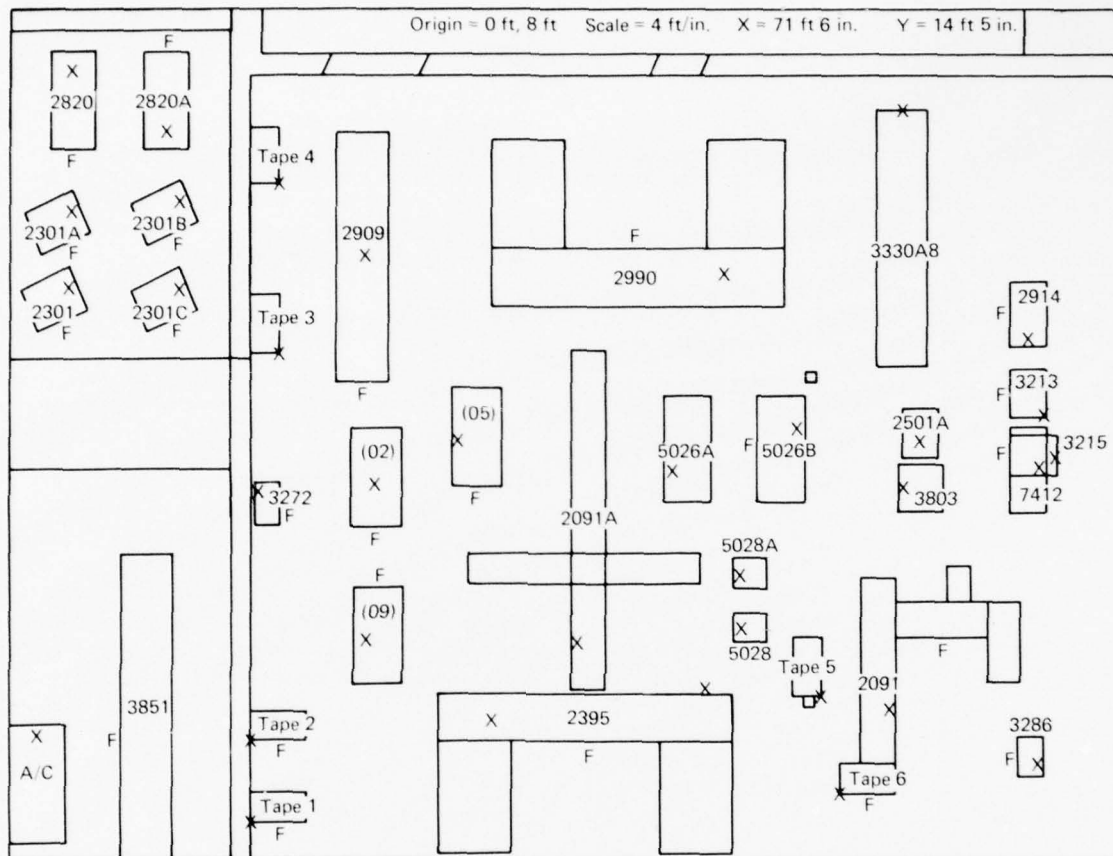 Origin = 0 ft, 8 ft Scale = 4 ft/in. X = 71 ft 6 in. Y = 14 ft 5 in.
F
F
X
2820
2820A
X
X
F
F
Tape 4
X
F
2909
X
F
2990
X
3330A8
X
2301A
F
X
2301B
F
X
2301
F
X
2301C
F
Tape 3
X
F
2914
X
F
3213
X
(05)
X
F
(02)
X
F
5026A
X
F
5026B
X
2501A
X
3803
X
F
X
3215
X
7412
X
3272
F
2091A
X
5028A
X
X
5028
F
(09)
X
Tape 5
X
2091
X
F
3851
F
X
A/C
Tape 2
X
F
Tape 1
X
F
X
2395
X
F
3286
F
X
Tape 6
X
F